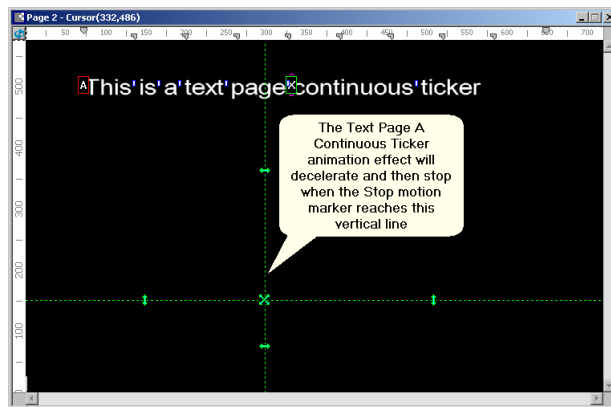 Page 2 - Cursor(332,486)
50 100 150 200 250 300 350 400 450 500 550 600 650 700
500
400
300
200
100
A This is a text page continuous ticker
The Text Page A
Continuous Ticker
animation effect will
decelerate and then stop
when the Stop motion
marker reaches this
vertical line